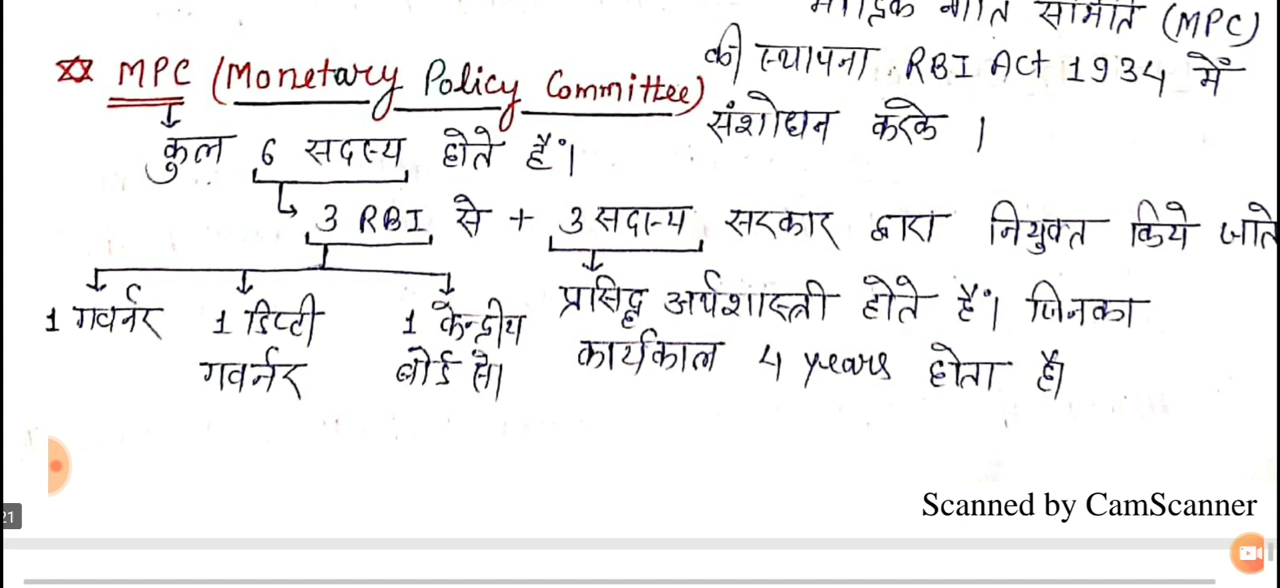 मौद्रिक नीति समिति (MPC)
की स्थापना RBI Act 1934 में
संशोधन करके ।
MPC (Monetary Policy Committee)
कुल 6 सदस्य होते हैं।
3 RBI से + 3 सदस्य सरकार द्वारा नियुक्त किये जाते
1 गवर्नर 1 डिप्टी 1 केन्द्रीय
गवर्नर बोर्ड से।
प्रसिद्ध अर्थशास्त्री होते हैं। जिनका
कार्यकाल 4 years होता है।
Scanned by CamScanner
21